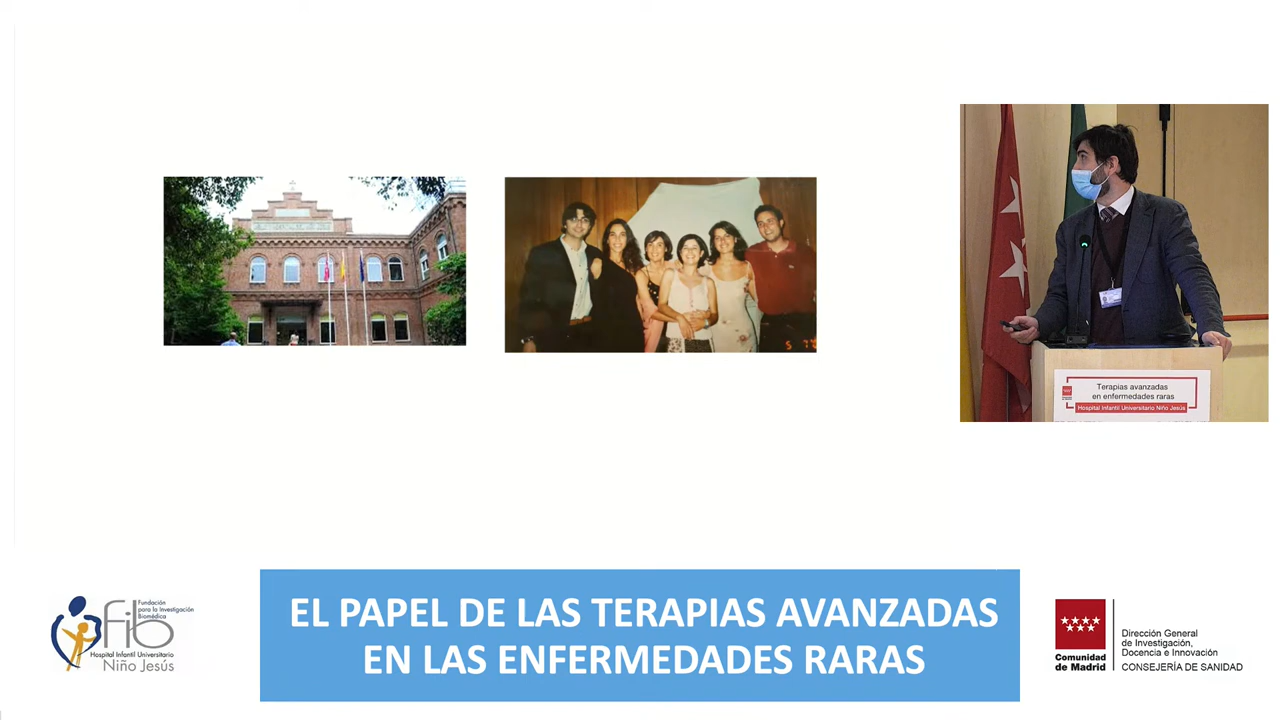 Terapias avanzadas
en enfermedades raras
Hospital Infantil Universitario Niño Jesús
EL PAPEL DE LAS TERAPIAS AVANZADAS
EN LAS ENFERMEDADES RARAS
fib
Fundación
para la Investigación
Biomédica
Hospital Infantil Universitario
Niño Jesús
Comunidad
de Madrid
Dirección General
de Investigación,
Docencia e Innovación
CONSEJERÍA DE SANIDAD